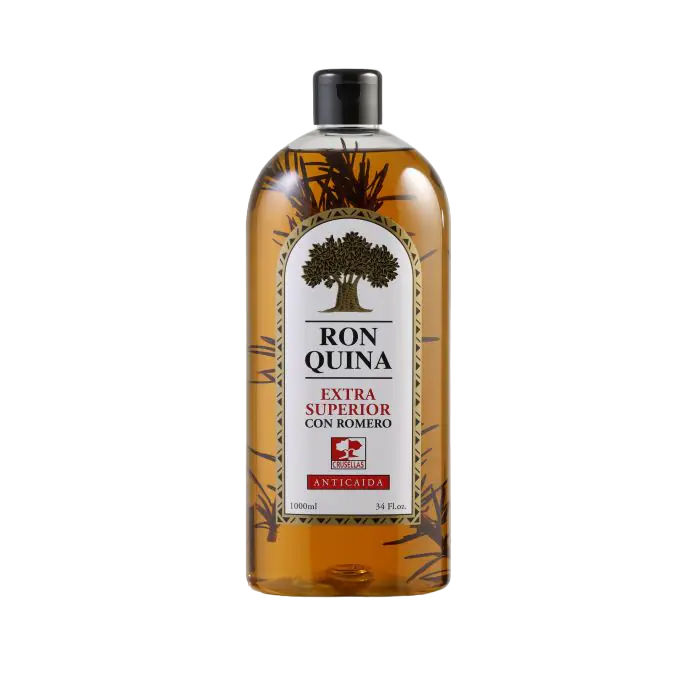 RON
QUINA
EXTRA
SUPERIOR
CON ROMERO
CRUSELLAS
ANTICAIDA
1000ml 34 Fl.oz.